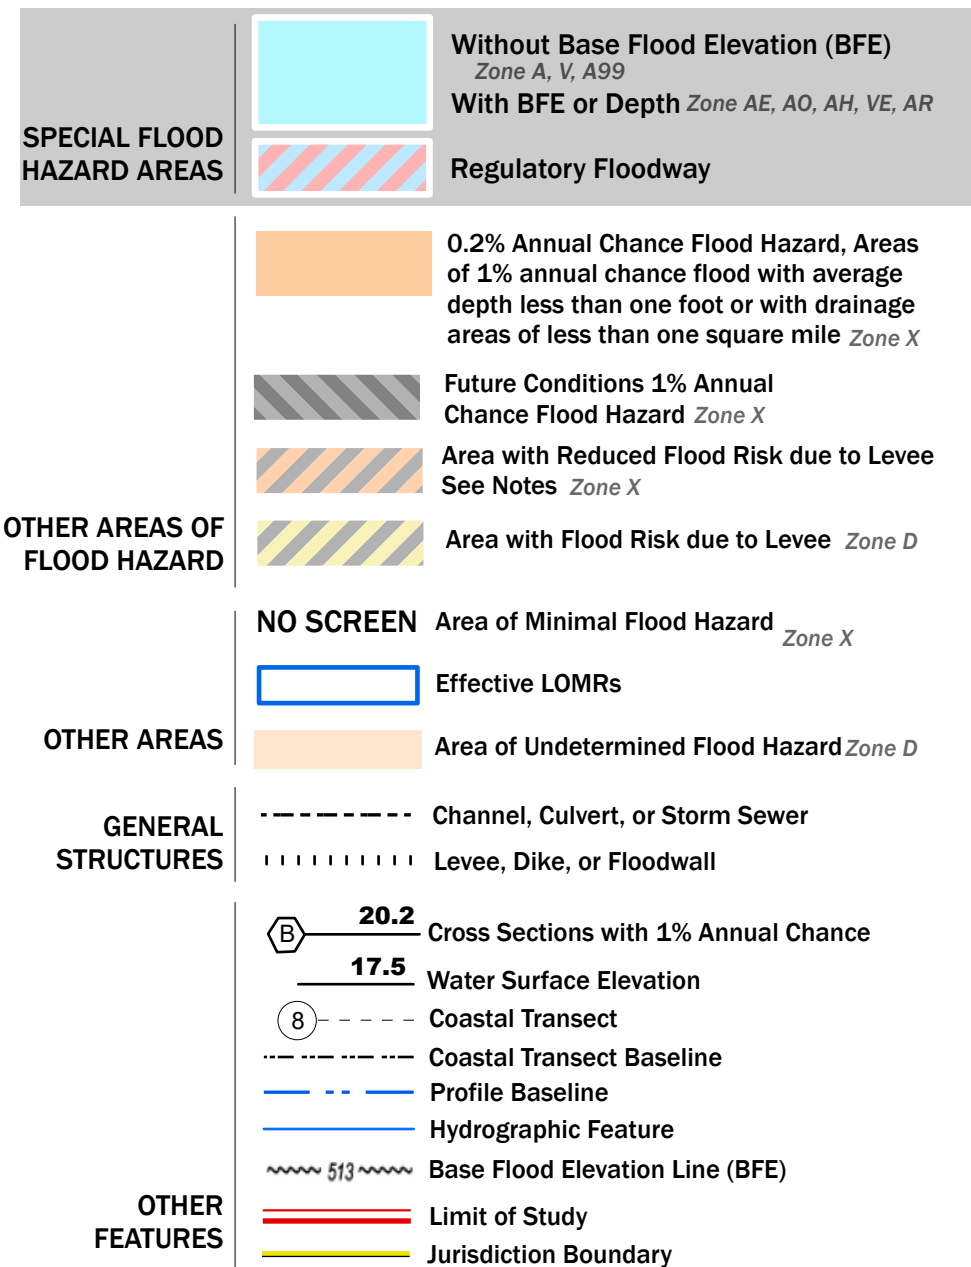 SPECIAL FLOOD
HAZARD AREAS
Without Base Flood Elevation (BFE)
Zone A, V, A99
With BFE or Depth Zone AE, AO, AH, VE, AR
Regulatory Floodway
OTHER AREAS OF
FLOOD HAZARD
0.2% Annual Chance Flood Hazard, Areas
of 1% annual chance flood with average
depth less than one foot or with drainage
areas of less than one square mile Zone X
Future Conditions 1% Annual
Chance Flood Hazard Zone X
Area with Reduced Flood Risk due to Levee
See Notes Zone X
Area with Flood Risk due to Levee Zone D
OTHER AREAS
NO SCREEN Area of Minimal Flood Hazard Zone X
Effective LOMRs
Area of Undetermined Flood Hazard Zone D
GENERAL
STRUCTURES
Channel, Culvert, or Storm Sewer
Levee, Dike, or Floodwall
OTHER
FEATURES
B 20.2 Cross Sections with 1% Annual Chance
17.5 Water Surface Elevation
8 Coastal Transect
Coastal Transect Baseline
Profile Baseline
Hydrographic Feature
513 Base Flood Elevation Line (BFE)
Limit of Study
Jurisdiction Boundary